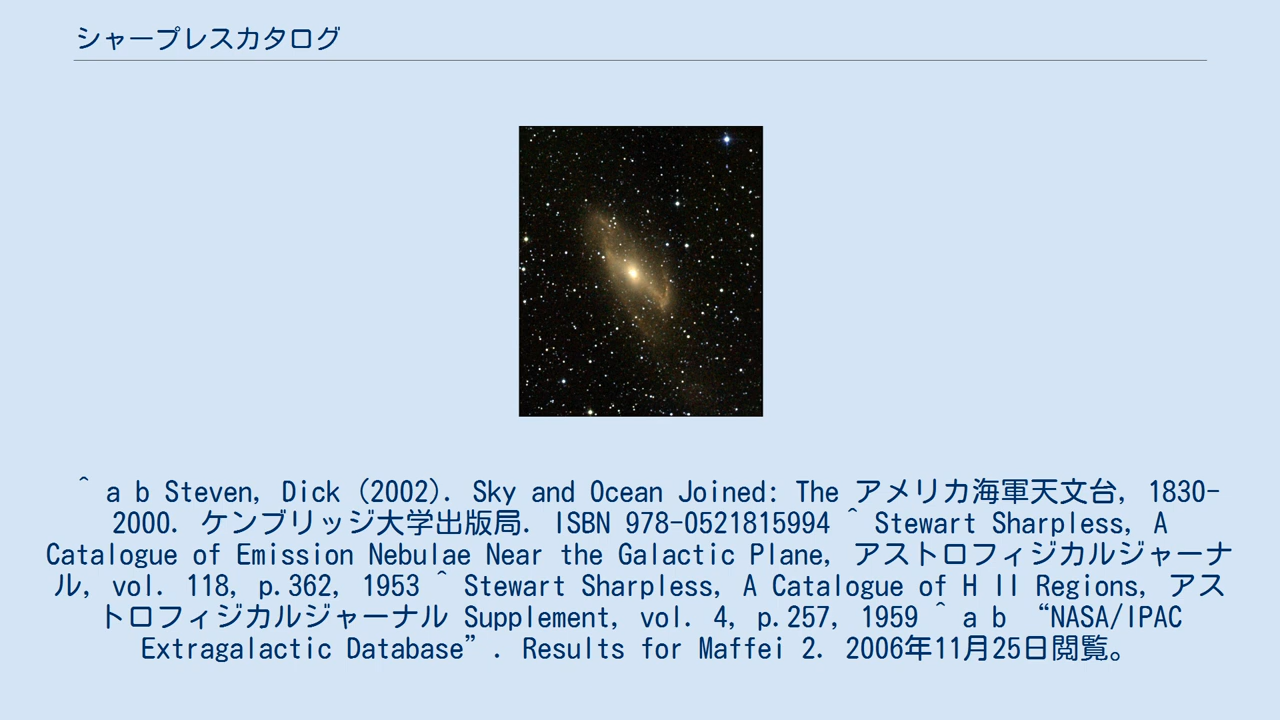 シャープレスカタログ
^ a b Steven, Dick (2002). Sky and Ocean Joined: The アメリカ海軍天文台, 1830-
2000. ケンブリッジ大学出版局. ISBN 978-0521815994 ^ Stewart Sharpless, A
Catalogue of Emission Nebulae Near the Galactic Plane, アストロフィジカルジャーナ
ル, vol. 118, p.362, 1953 ^ Stewart Sharpless, A Catalogue of H II Regions, アス
トロフィジカルジャーナル Supplement, vol. 4, p.257, 1959 ^ a b “NASA/IPAC
Extragalactic Database”. Results for Maffei 2. 2006年11月25日閲覧。